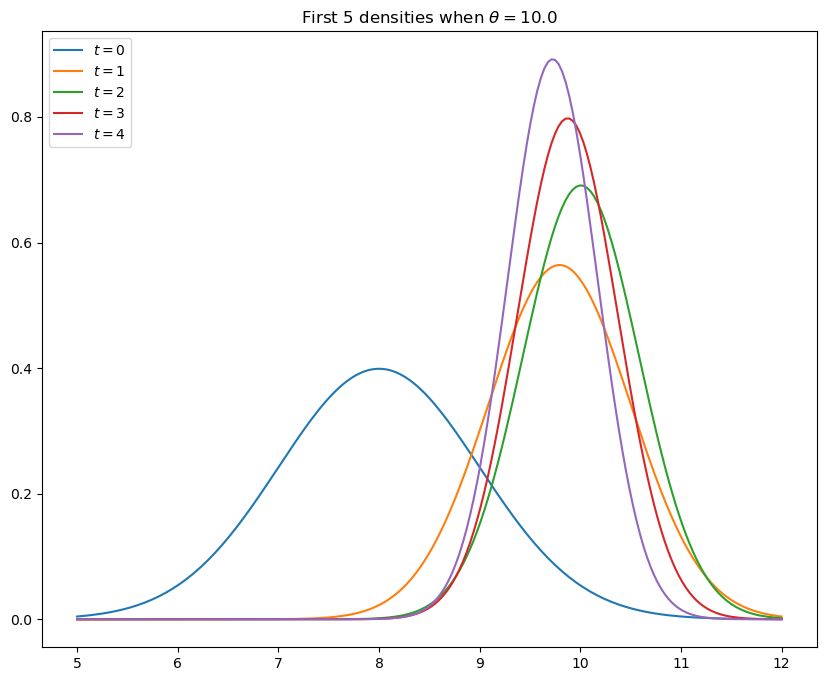 First 5 densities when θ = 10.0
t = 0
t = 1
t = 2
t = 3
t = 4
0.8
0.6
0.4
0.2
0.0
5 6 7 8 9 10 11 12